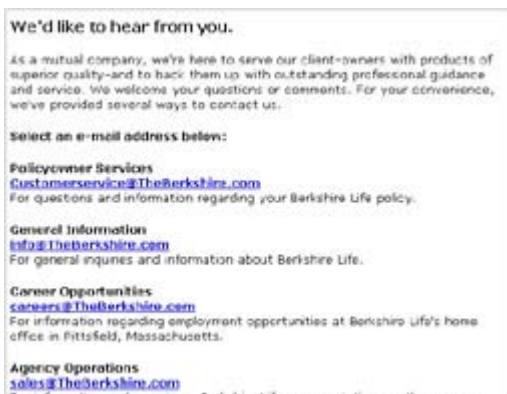 We'd like to hear from you.
As a mutual company, we're here to serve our client-owners with products of
superior quality-and to back them up with outstanding professional guidance
and service. We welcome your questions or comments. For your convenience,
we've provided several ways to contact us.
Select an e-mail address below:
Policyowner Services
Customerservice@TheBerkshire.com
For questions and information regarding your Berkshire Life policy.
General Information
Info@TheBerkshire.com
For general inquiries and information about Berkshire Life.
Career Opportunities
careers@TheBerkshire.com
For information regarding employment opportunities at Berkshire Life's home
office in Pittsfield, Massachusetts.
Agency Operations
sales@TheBerkshire.com